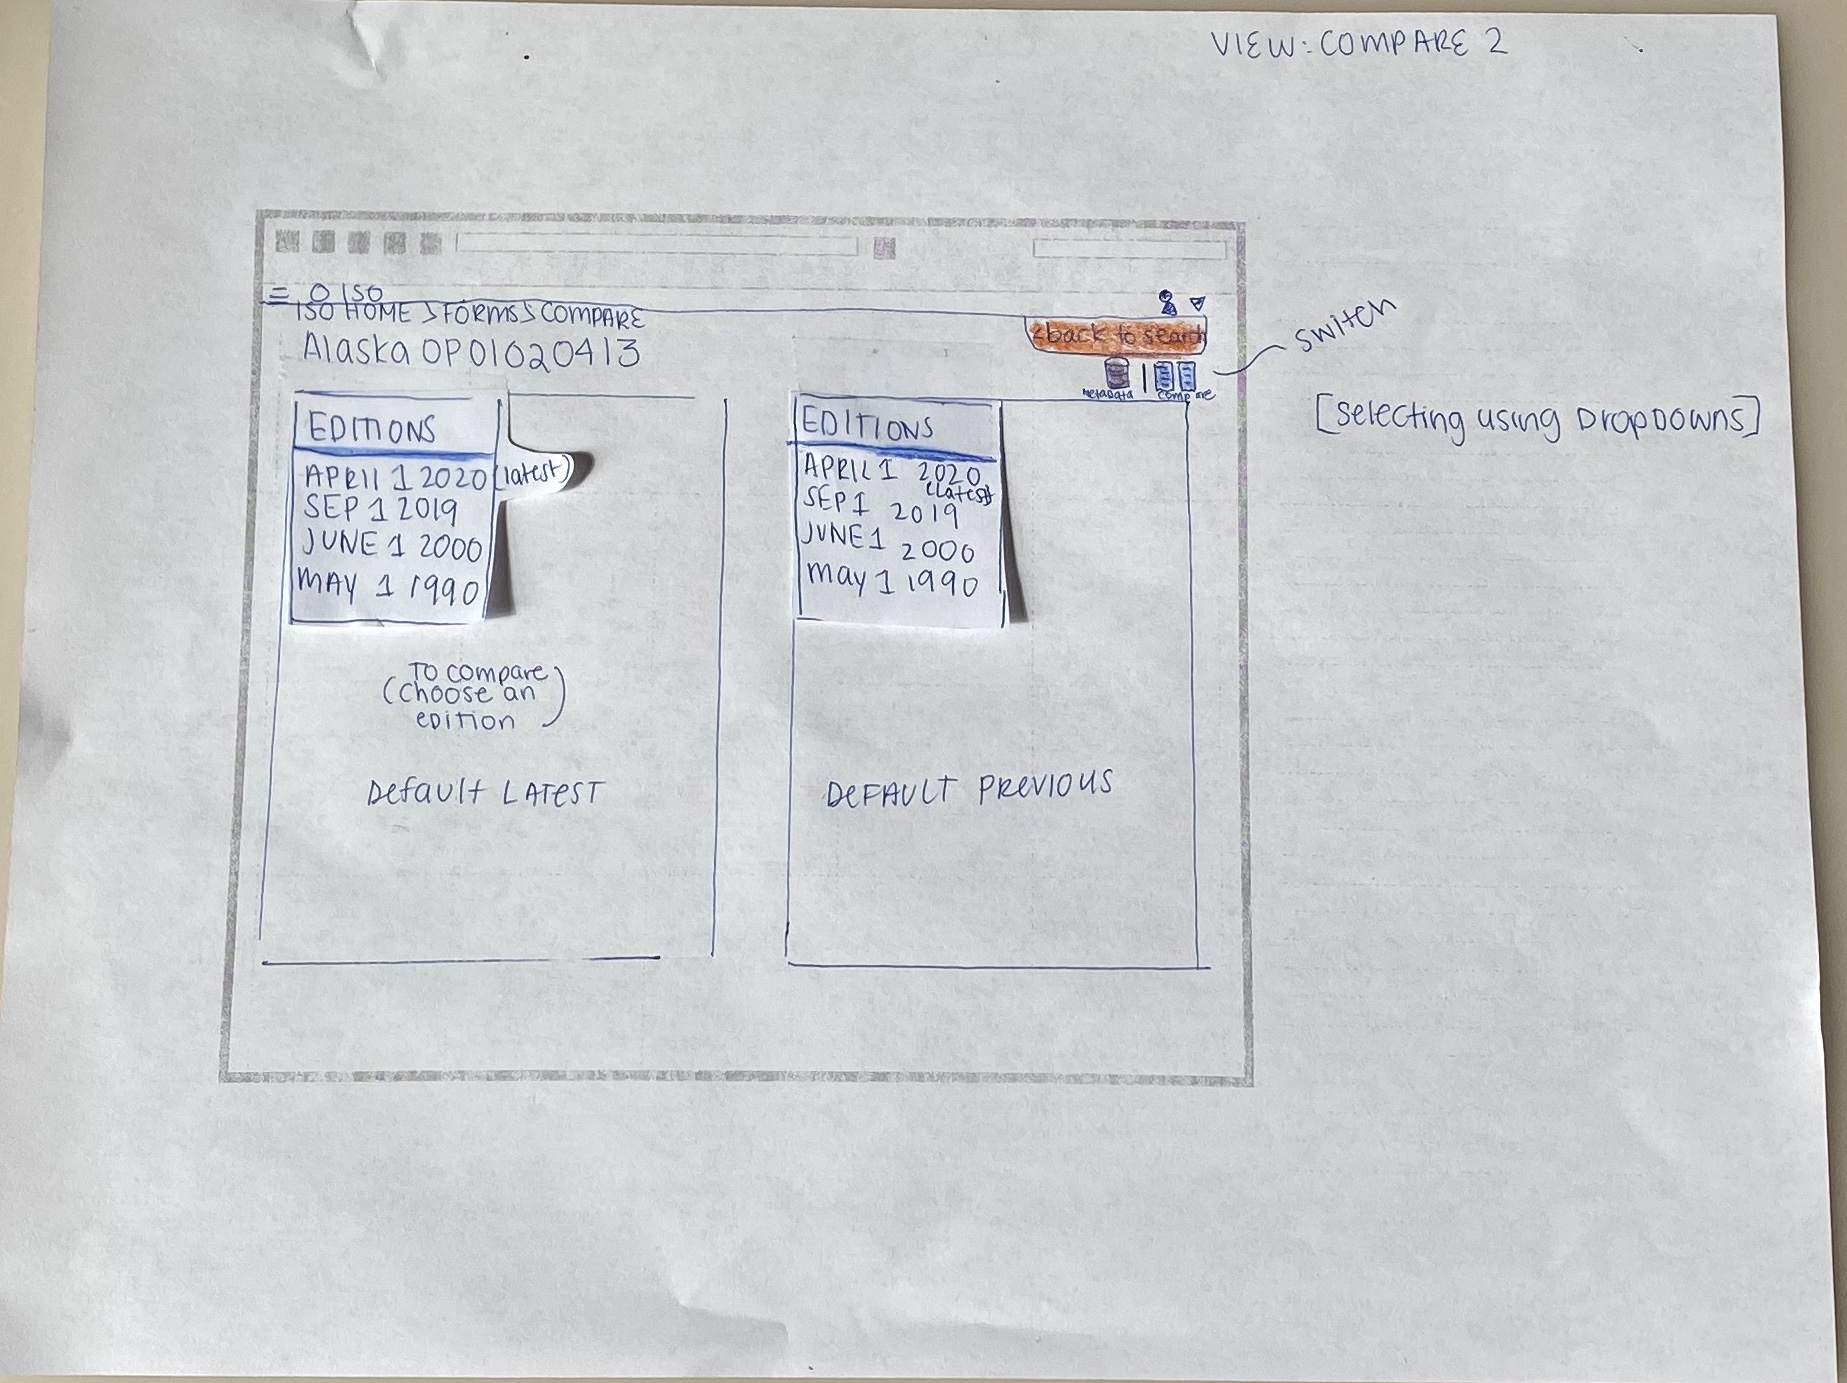 VIEW: COMPARE 2
= O ISO
ISO HOME > FORMS > COMPARE
<back to search
Alaska OP01020413
metadata | compare
switch
[selecting using DropDowns]
EDITIONS
APRIl 1 2020 (latest)
SEP 1 2019
JUNE 1 2000
MAY 1 1990
EDITIONS
APRIL 1 2020
(Latest)
SEP 1 2019
JUNE 1 2000
may 1 1990
To compare
(choose an
edition)
Default LATEST
DEFAULT PREVIOUS